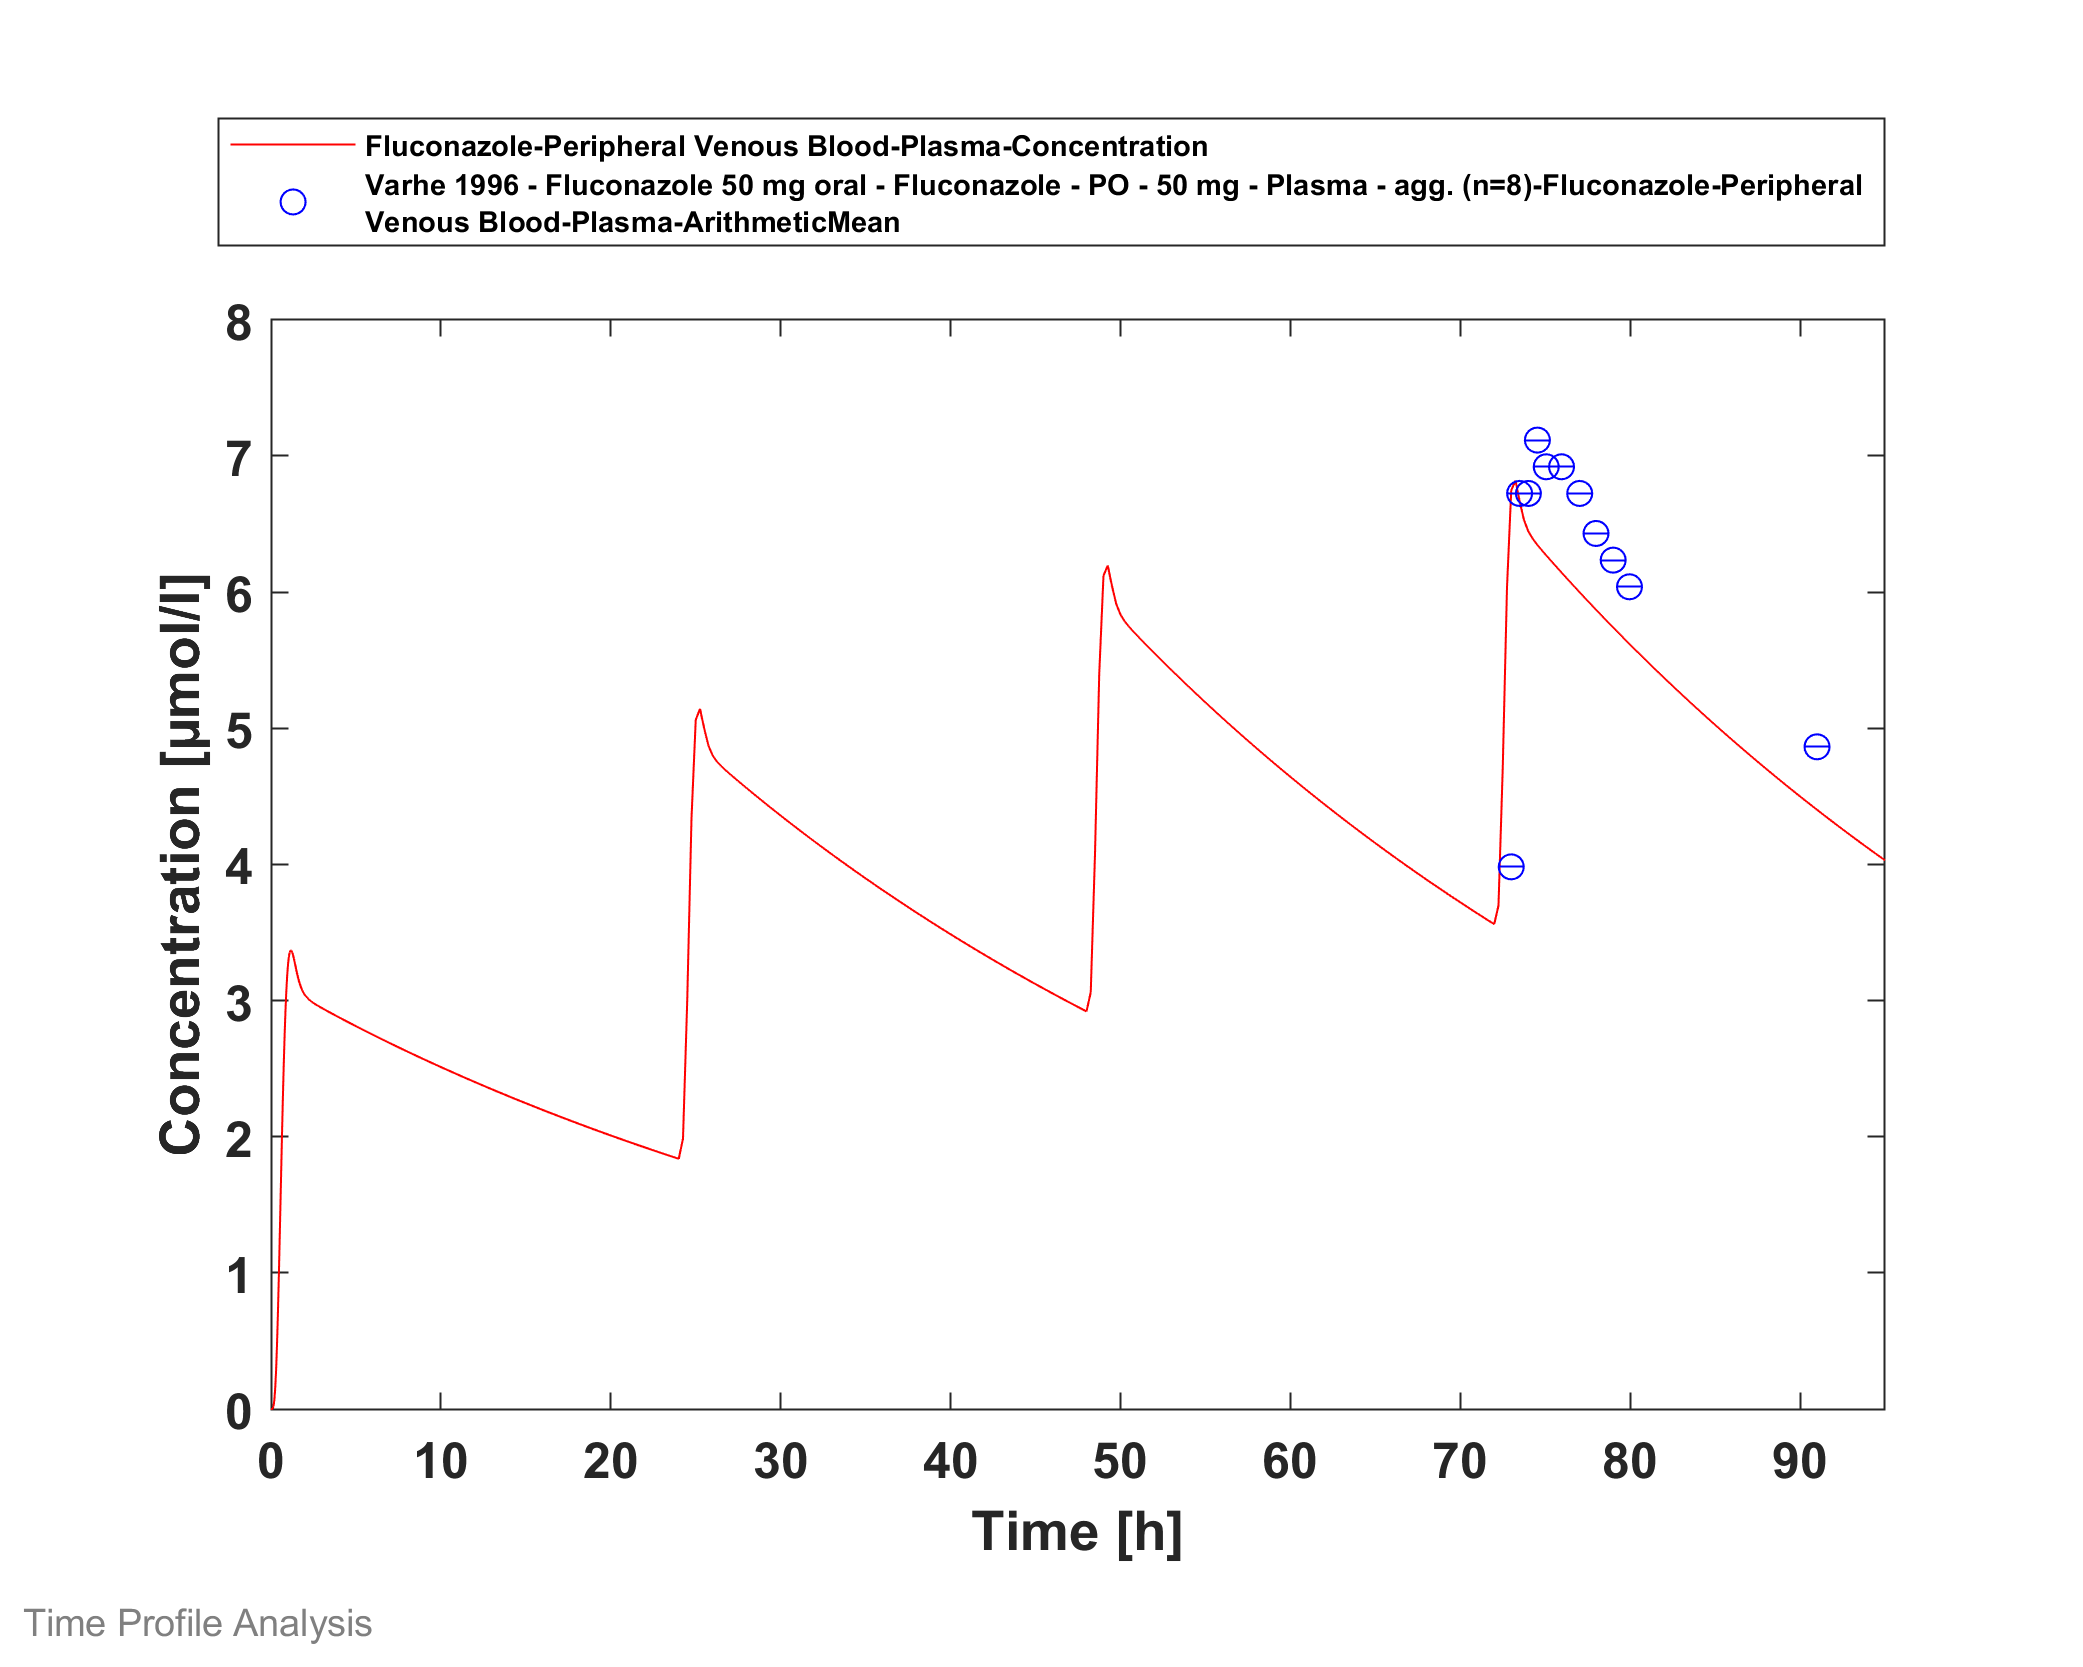 Fluconazole-Peripheral Venous Blood-Plasma-Concentration
Varhe 1996 - Fluconazole 50 mg oral - Fluconazole - PO - 50 mg - Plasma - agg. (n=8)-Fluconazole-Peripheral
Venous Blood-Plasma-ArithmeticMean
8
7
6
5
4
3
2
1
0
Concentration [µmol/l]
0 10 20 30 40 50 60 70 80 90
Time [h]
Time Profile Analysis